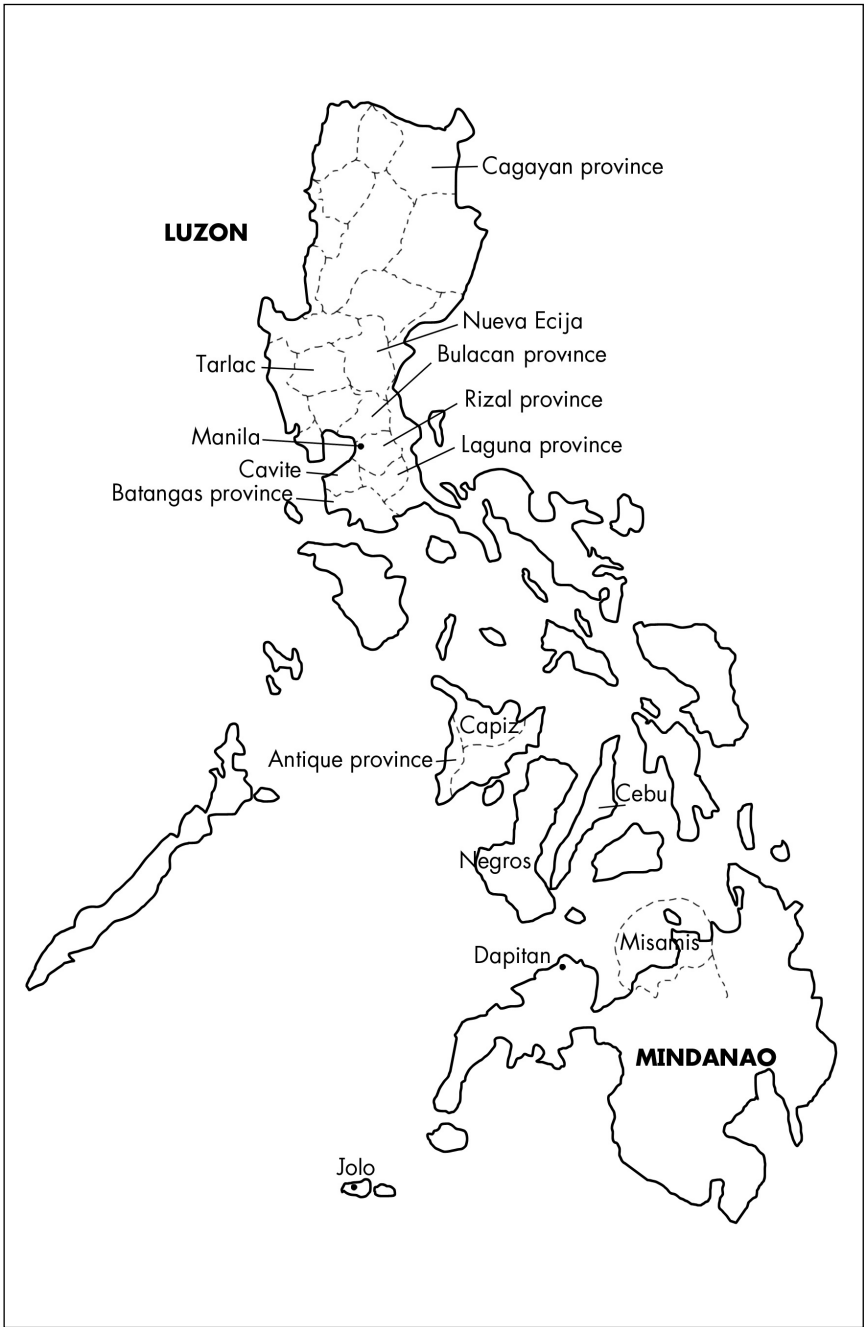 Cagayan province
LUZON
Nueva Ecija
Bulacan province
Tarlac
Rizal province
Manila
Laguna province
Cavite
Batangas province
Capiz
Antique province
Cebu
Negros
Misamis
Dapitan
MINDANAO
Jolo